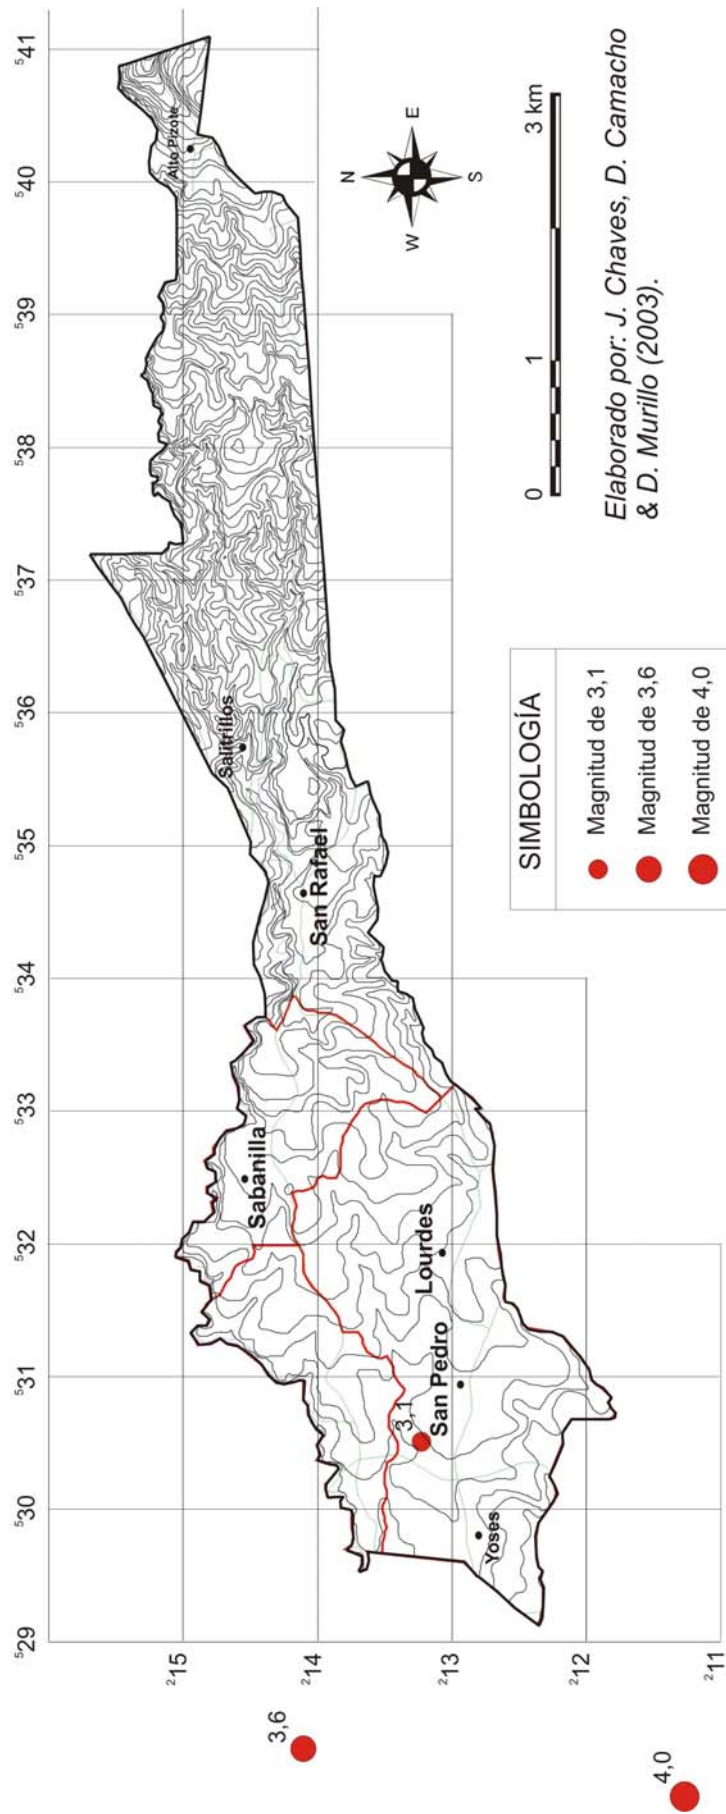 ⁵29
⁵30
⁵31
⁵32
⁵33
⁵34
⁵35
⁵36
⁵37
⁵38
⁵39
⁵40
⁵41
²15
²14
²13
²12
²11
3,6
4,0
3,1
Yoses
San Pedro
Lourdes
Sabanilla
San Rafael
Salitrillos
Alto Pizote
N
W
E
S
0
1
3 km
Elaborado por: J. Chaves, D. Camacho
& D. Murillo (2003).
SIMBOLOGÍA
Magnitud de 3,1
Magnitud de 3,6
Magnitud de 4,0